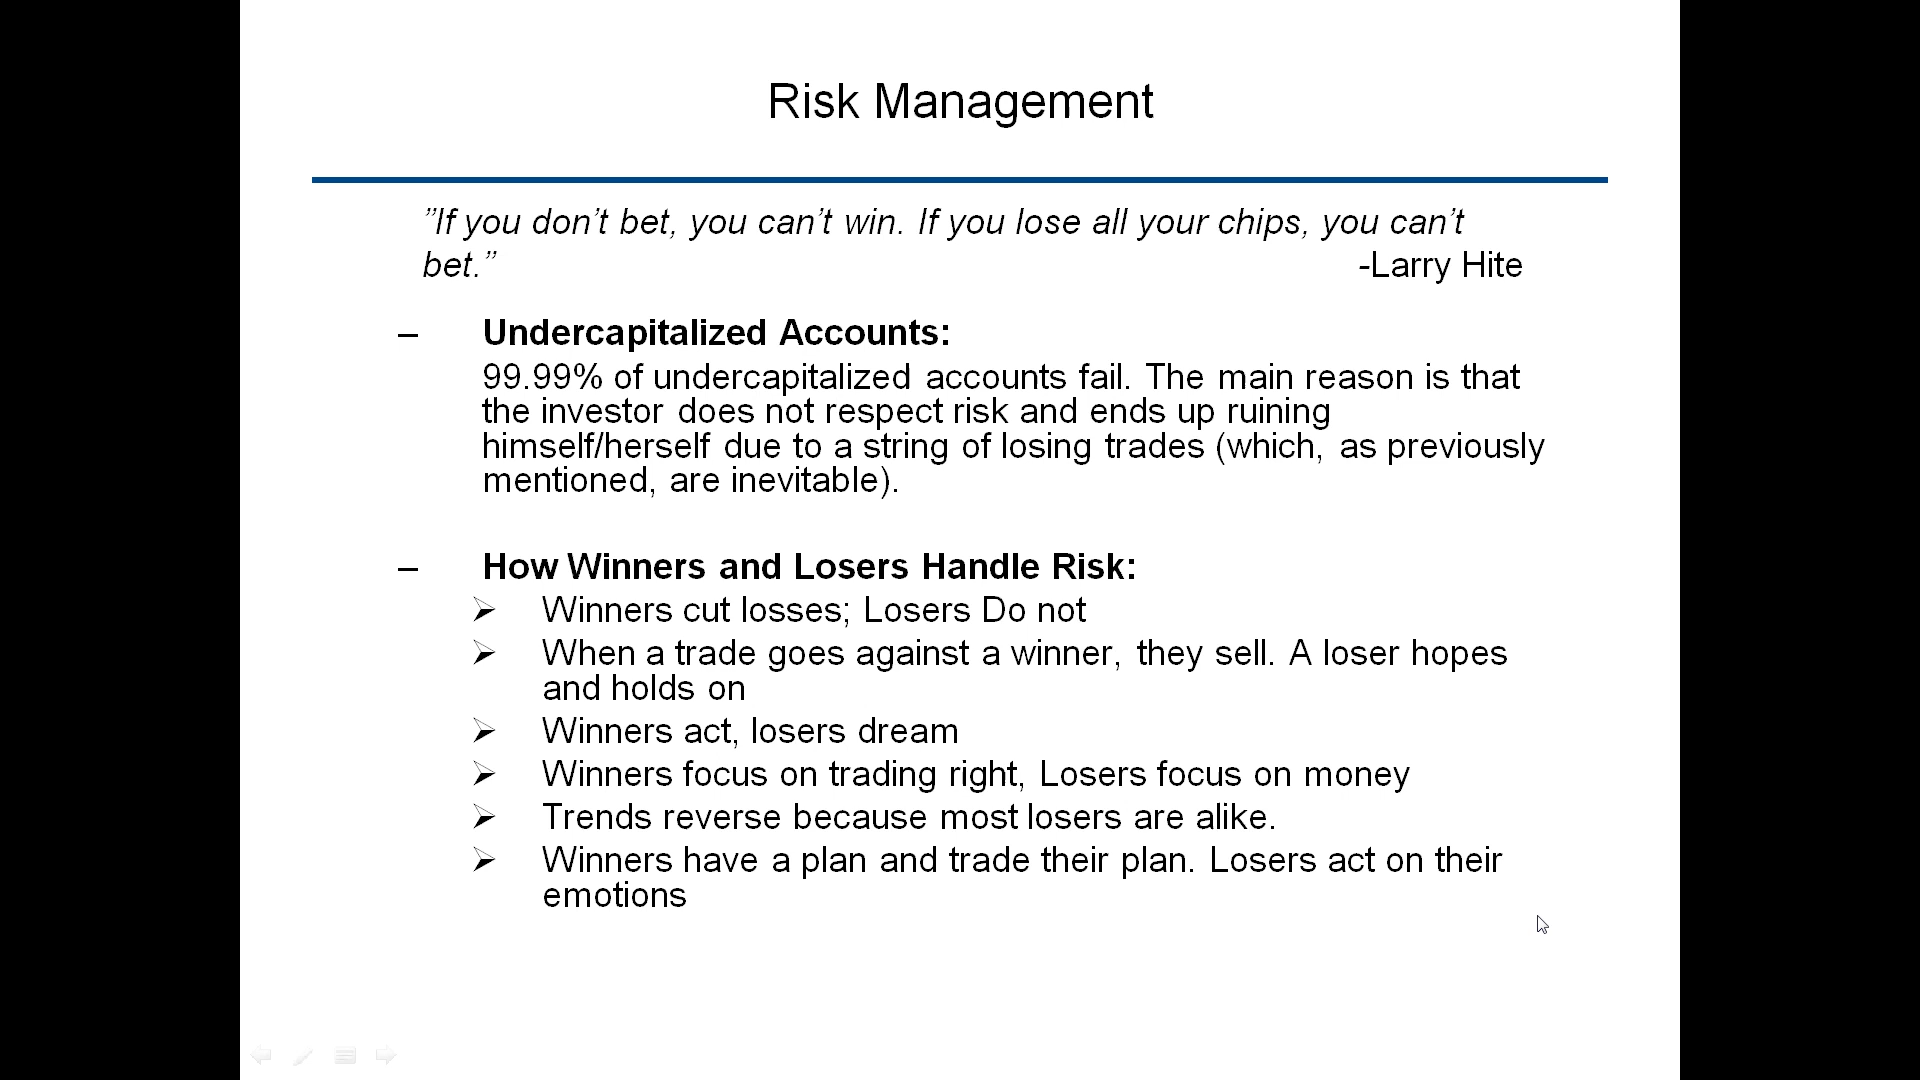 Risk Management
”If you don’t bet, you can’t win. If you lose all your chips, you can’t
bet.” -Larry Hite
– Undercapitalized Accounts:
99.99% of undercapitalized accounts fail. The main reason is that
the investor does not respect risk and ends up ruining
himself/herself due to a string of losing trades (which, as previously
mentioned, are inevitable).
– How Winners and Losers Handle Risk:
➢ Winners cut losses; Losers Do not
➢ When a trade goes against a winner, they sell. A loser hopes
and holds on
➢ Winners act, losers dream
➢ Winners focus on trading right, Losers focus on money
➢ Trends reverse because most losers are alike.
➢ Winners have a plan and trade their plan. Losers act on their
emotions